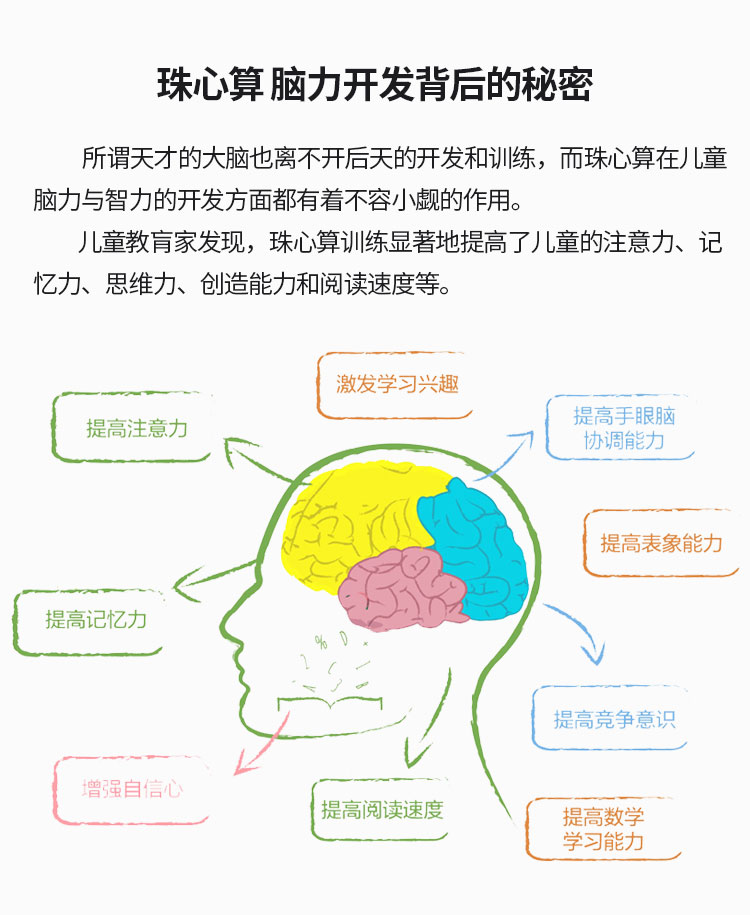 珠心算 脑力开发背后的秘密
所谓天才的大脑也离不开后天的开发和训练，而珠心算在儿童
脑力与智力的开发方面都有着不容小觑的作用。
儿童教育家发现，珠心算训练显著地提高了儿童的注意力、记
忆力、思维力、创造能力和阅读速度等。
激发学习兴趣
提高注意力
提高手眼脑
协调能力
提高表象能力
提高记忆力
% D
提高竞争意识
增强自信心
提高阅读速度
提高数学
学习能力